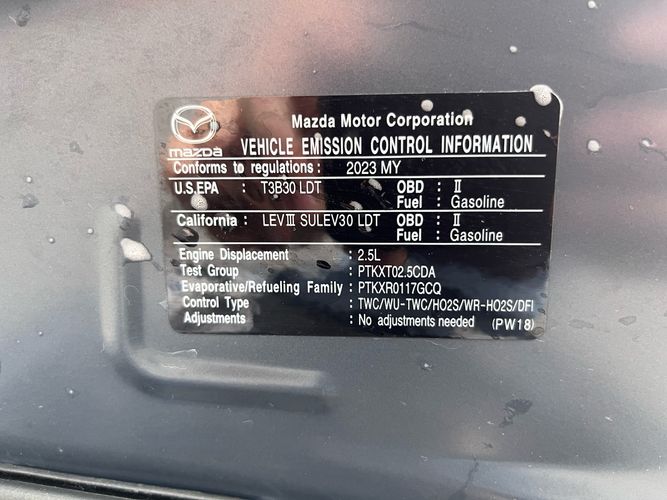 Mazda Motor Corporation
mazda VEHICLE EMISSION CONTROL INFORMATION
Conforms to regulations : 2023 MY
U.S.EPA : T3B30 LDT OBD : II
Fuel : Gasoline
California : LEVIII SULEV30 LDT OBD : II
Fuel : Gasoline
Engine Displacement : 2.5L
Test Group : PTKXT02.5CDA
Evaporative/Refueling Family : PTKXR0117GCQ
Control Type : TWC/WU-TWC/HO2S/WR-HO2S/DFI
Adjustments : No adjustments needed (PW18)